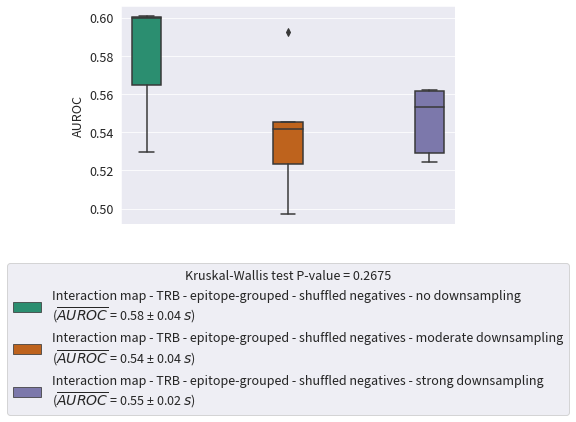 0.60
0.58
0.56
0.54
0.52
0.50
AUROC
Kruskal-Wallis test P-value = 0.2675
Interaction map - TRB - epitope-grouped - shuffled negatives - no downsampling
(AUROC = 0.58 ± 0.04 s)
Interaction map - TRB - epitope-grouped - shuffled negatives - moderate downsampling
(AUROC = 0.54 ± 0.04 s)
Interaction map - TRB - epitope-grouped - shuffled negatives - strong downsampling
(AUROC = 0.55 ± 0.02 s)